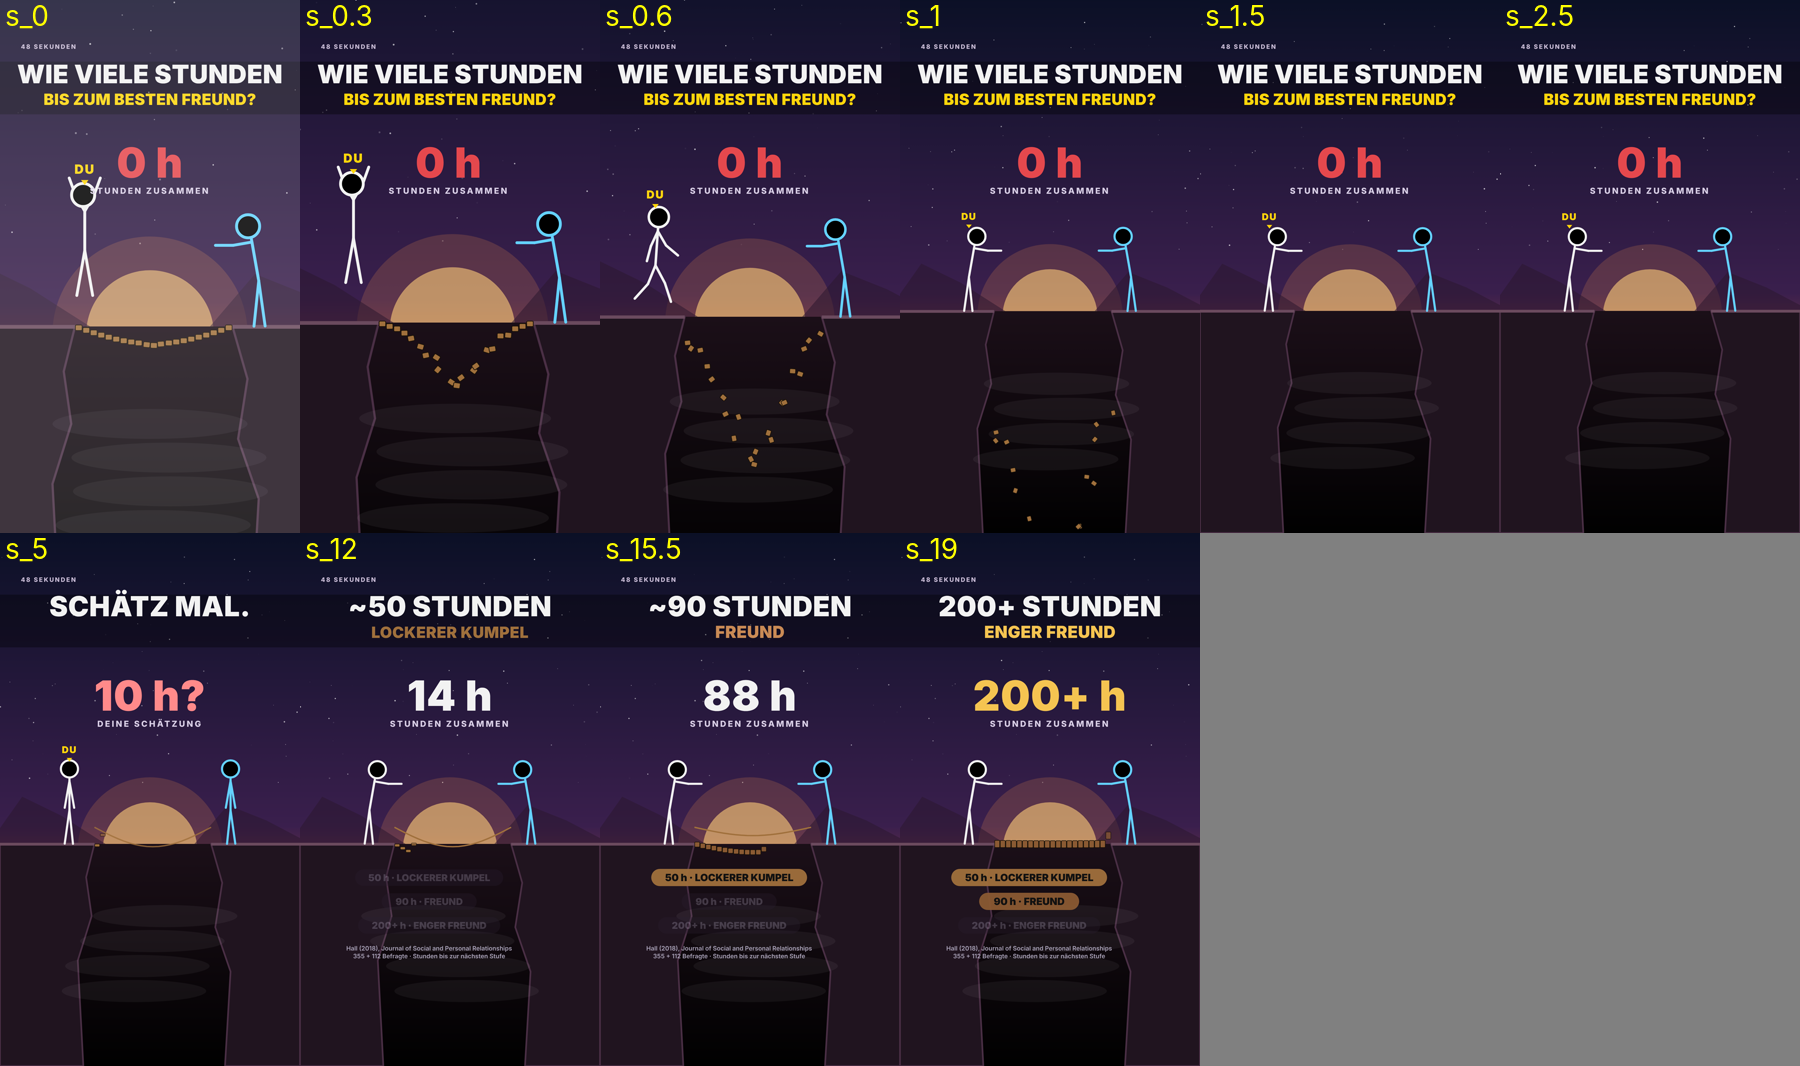 s_0
48 SEKUNDEN
WIE VIELE STUNDEN
BIS ZUM BESTEN FREUND?
0 h
DU
STUNDEN ZUSAMMEN
s_0.3
48 SEKUNDEN
WIE VIELE STUNDEN
BIS ZUM BESTEN FREUND?
0 h
DU
STUNDEN ZUSAMMEN
s_0.6
48 SEKUNDEN
WIE VIELE STUNDEN
BIS ZUM BESTEN FREUND?
0 h
STUNDEN ZUSAMMEN
DU
s_1
48 SEKUNDEN
WIE VIELE STUNDEN
BIS ZUM BESTEN FREUND?
0 h
STUNDEN ZUSAMMEN
DU
s_1.5
48 SEKUNDEN
WIE VIELE STUNDEN
BIS ZUM BESTEN FREUND?
0 h
STUNDEN ZUSAMMEN
DU
s_2.5
48 SEKUNDEN
WIE VIELE STUNDEN
BIS ZUM BESTEN FREUND?
0 h
STUNDEN ZUSAMMEN
DU
s_5
48 SEKUNDEN
SCHÄTZ MAL.
10 h?
DEINE SCHÄTZUNG
DU
s_12
48 SEKUNDEN
~50 STUNDEN
LOCKERER KUMPEL
14 h
STUNDEN ZUSAMMEN
50 h · LOCKERER KUMPEL
90 h · FREUND
200+ h · ENGER FREUND
Hall (2018), Journal of Social and Personal Relationships
355 + 112 Befragte · Stunden bis zur nächsten Stufe
s_15.5
48 SEKUNDEN
~90 STUNDEN
FREUND
88 h
STUNDEN ZUSAMMEN
50 h · LOCKERER KUMPEL
90 h · FREUND
200+ h · ENGER FREUND
Hall (2018), Journal of Social and Personal Relationships
355 + 112 Befragte · Stunden bis zur nächsten Stufe
s_19
48 SEKUNDEN
200+ STUNDEN
ENGER FREUND
200+ h
STUNDEN ZUSAMMEN
50 h · LOCKERER KUMPEL
90 h · FREUND
200+ h · ENGER FREUND
Hall (2018), Journal of Social and Personal Relationships
355 + 112 Befragte · Stunden bis zur nächsten Stufe